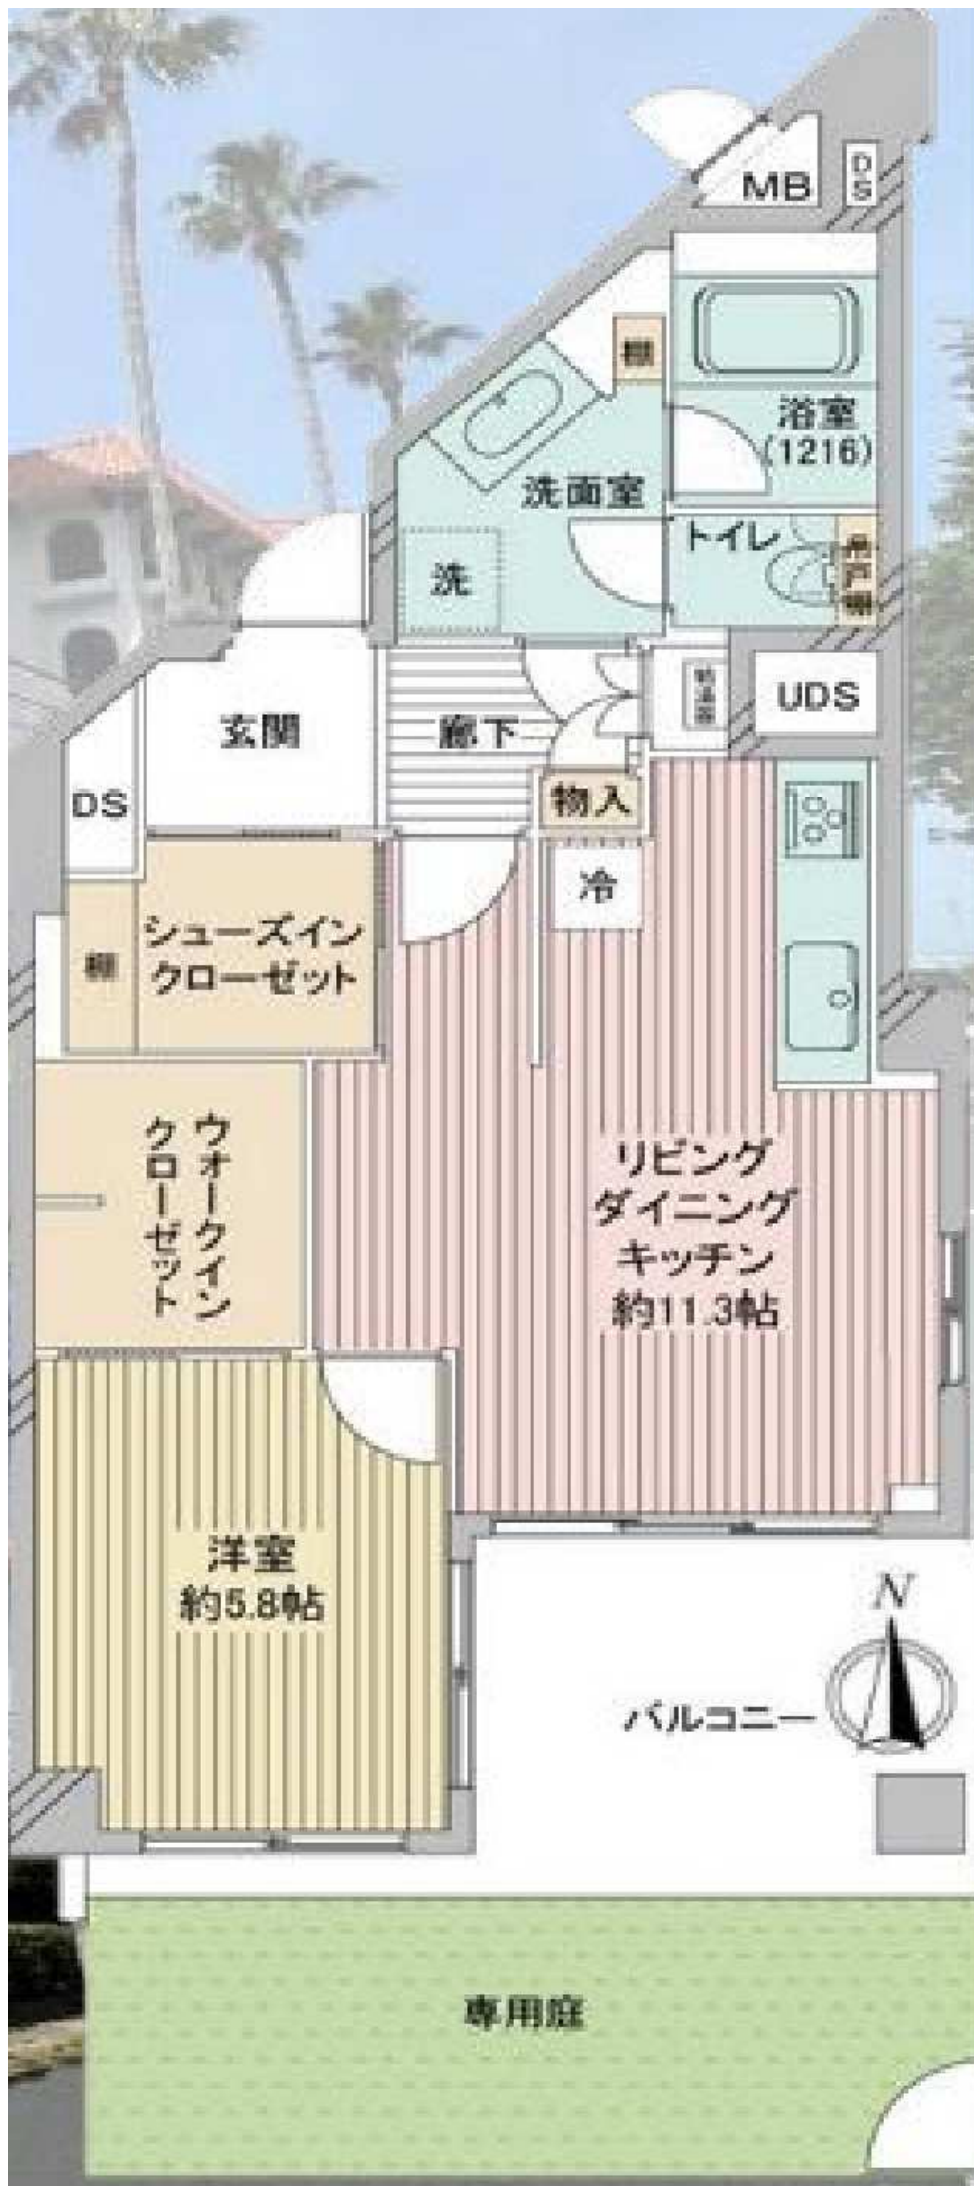 MB
DS
棚
浴室
(1216)
洗面室
トイレ
吊戸棚
洗
給湯器
UDS
玄関
廊下
DS
物入
冷
シューズイン
クローゼット
棚
ウォークイン
クローゼット
リビング
ダイニング
キッチン
約11.3帖
洋室
約5.8帖
N
バルコニー
専用庭